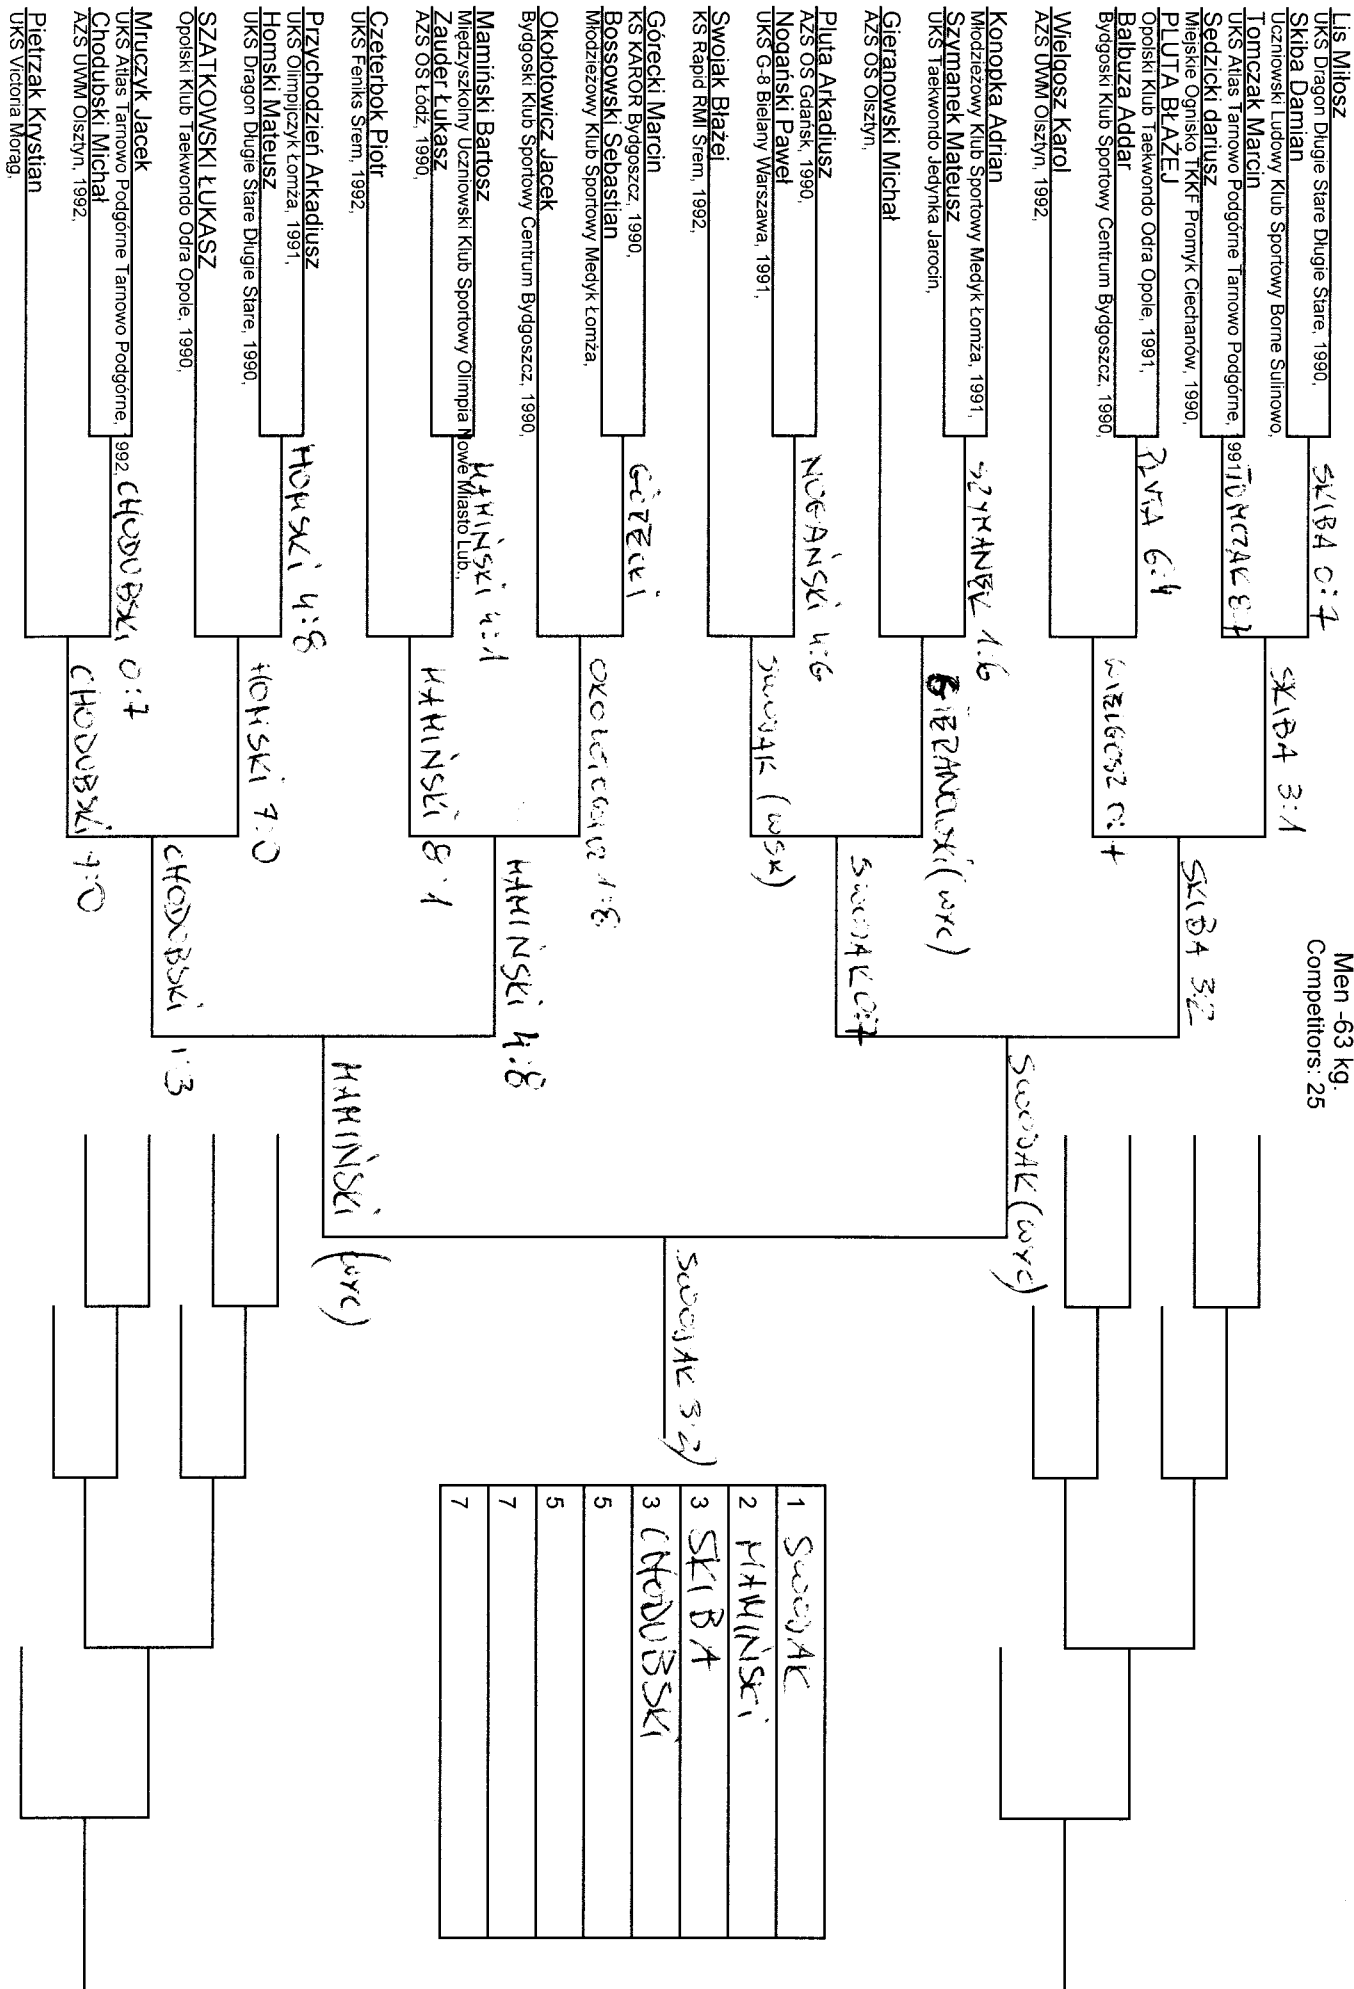 Men -63 kg.
Competitors: 25
Lis Miłosz
UKS Dragon Długie Stare Długie Stare, 1990,
Skiba Damian
Uczniowski Ludowy Klub Sportowy Borne Sulinowo,
Tomczak Marcin
UKS Atlas Tarnowo Podgórne Tarnowo Podgórne, 1991,
Sędzicki dariusz
Miejskie Ognisko TKKF Promyk Ciechanów, 1990,
PLUTA BŁAŻEJ
Opolski Klub Taekwondo Odra Opole, 1991,
Balbuza Addar
Bydgoski Klub Sportowy Centrum Bydgoszcz, 1990,
Wielgosz Karol
AZS UWM Olsztyn, 1992,
Konopka Adrian
Młodzieżowy Klub Sportowy Medyk Łomża, 1991,
Szymanek Mateusz
UKS Taekwondo Jedynka Jarocin,
Gieranowski Michał
AZS OŚ Olsztyn,
Pluta Arkadiusz
AZS OŚ Gdańsk, 1990,
Nogański Paweł
UKS G-8 Bielany Warszawa, 1991,
Swojak Błażej
KS Rapid RMI Śrem, 1992,
Górecki Marcin
KS KAROR Bydgoszcz, 1990,
Bossowski Sebastian
Młodzieżowy Klub Sportowy Medyk Łomża,
Okołotowicz Jacek
Bydgoski Klub Sportowy Centrum Bydgoszcz, 1990,
Mamiński Bartosz
Międzyszkolny Uczniowski Klub Sportowy Olimpia Nowe Miasto Lub.,
Zauder Łukasz
AZS OŚ Łódź, 1990,
Czeterbok Piotr
UKS Feniks Śrem, 1992,
Przychodzień Arkadiusz
UKS Olimpijczyk Łomża, 1991,
Homski Mateusz
UKS Dragon Długie Stare Długie Stare, 1990,
SZATKOWSKI ŁUKASZ
Opolski Klub Taekwondo Odra Opole, 1990,
Mruczyk Jacek
UKS Atlas Tarnowo Podgórne Tarnowo Podgórne, 1992,
Chodubski Michał
AZS UWM Olsztyn, 1992,
Pietrzak Krystian
UKS Victoria Morąg,
SKIBA 0:7
TOMCZAK 8:7
PLUTA 6:4
SZYMANEK 1:6
NOGAŃSKI 4:6
GÓRECKI
MAMIŃSKI 4:1
HOMSKI 4:8
CHODUBSKI 0:7
SKIBA 3:1
WIELGOSZ 0:7
GIERANOWSKI (wyc)
SWOJAK (WSK)
OKOŁOTOWICZ 1:8
MAMIŃSKI 8:1
HOMSKI 7:0
CHODUBSKI 7:0
SKIBA 3:2
SWOJAK 0:7
MAMIŃSKI 4:8
CHODUBSKI 1:3
SWOJAK (wyc)
MAMIŃSKI (wyc)
SWOJAK 3:2)
1 SWOJAK
2 MAMIŃSKI
3 SKIBA
3 CHODUBSKI
5
5
7
7